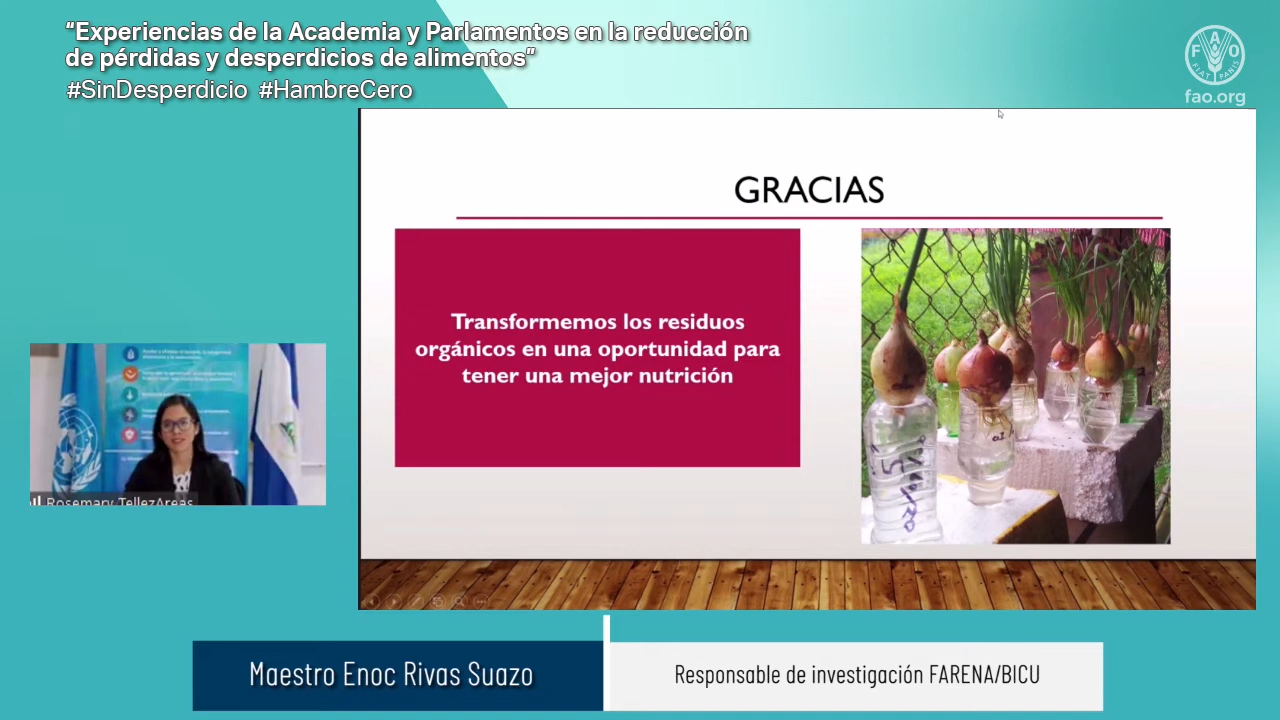 “Experiencias de la Academia y Parlamentos en la reducción
de pérdidas y desperdicios de alimentos”
#SinDesperdicio #HambreCero
FAO
FIAT PANIS
fao.org
GRACIAS
Transformemos los residuos
orgánicos en una oportunidad para
tener una mejor nutrición
Rosemary TellezAreas
Maestro Enoc Rivas Suazo
Responsable de investigación FARENA/BICU